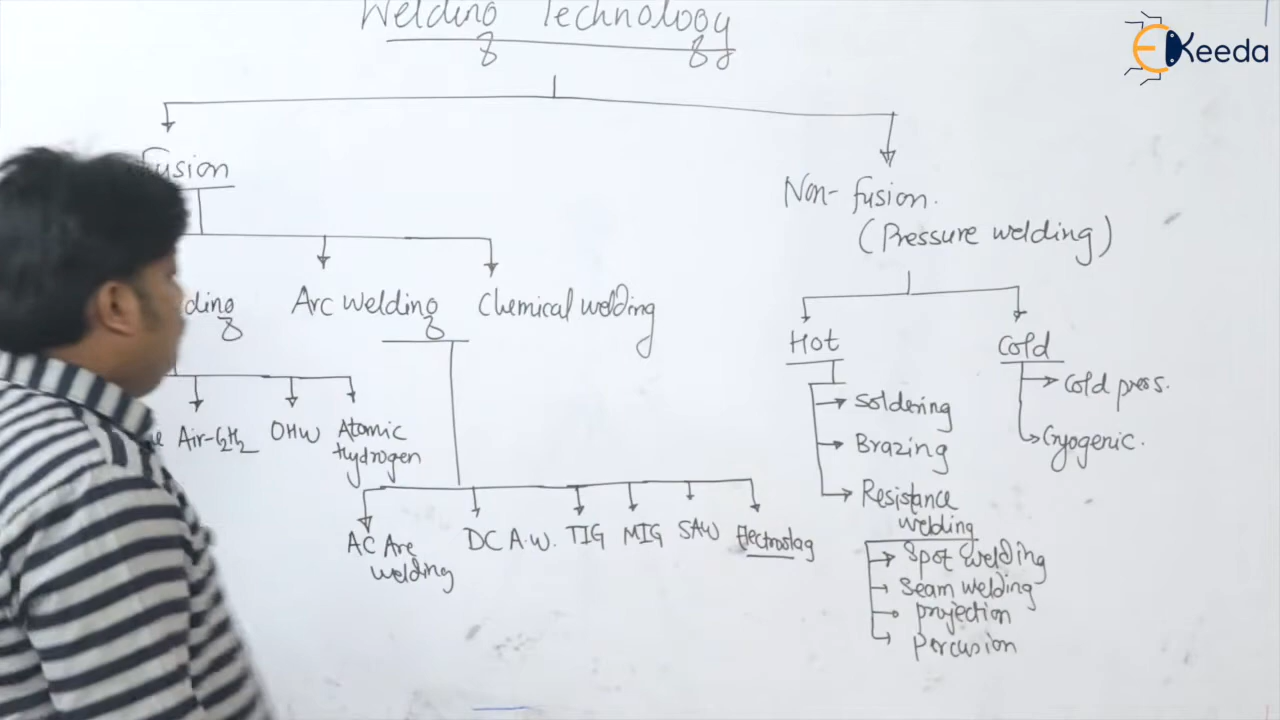 Welding Technology
Ekeeda
Fusion
Non-fusion.
(Pressure welding)
Arc welding
Chemical welding
Hot
Cold
Soldering
Brazing
Resistance
welding
Spot welding
Seam welding
projection
percusion
Cold press.
Cryogenic.
Air-C2H2
OHW
Atomic
Hydrogen
AC Arc
welding
DC A.W.
TIG
MIG
SAW
Electroslag